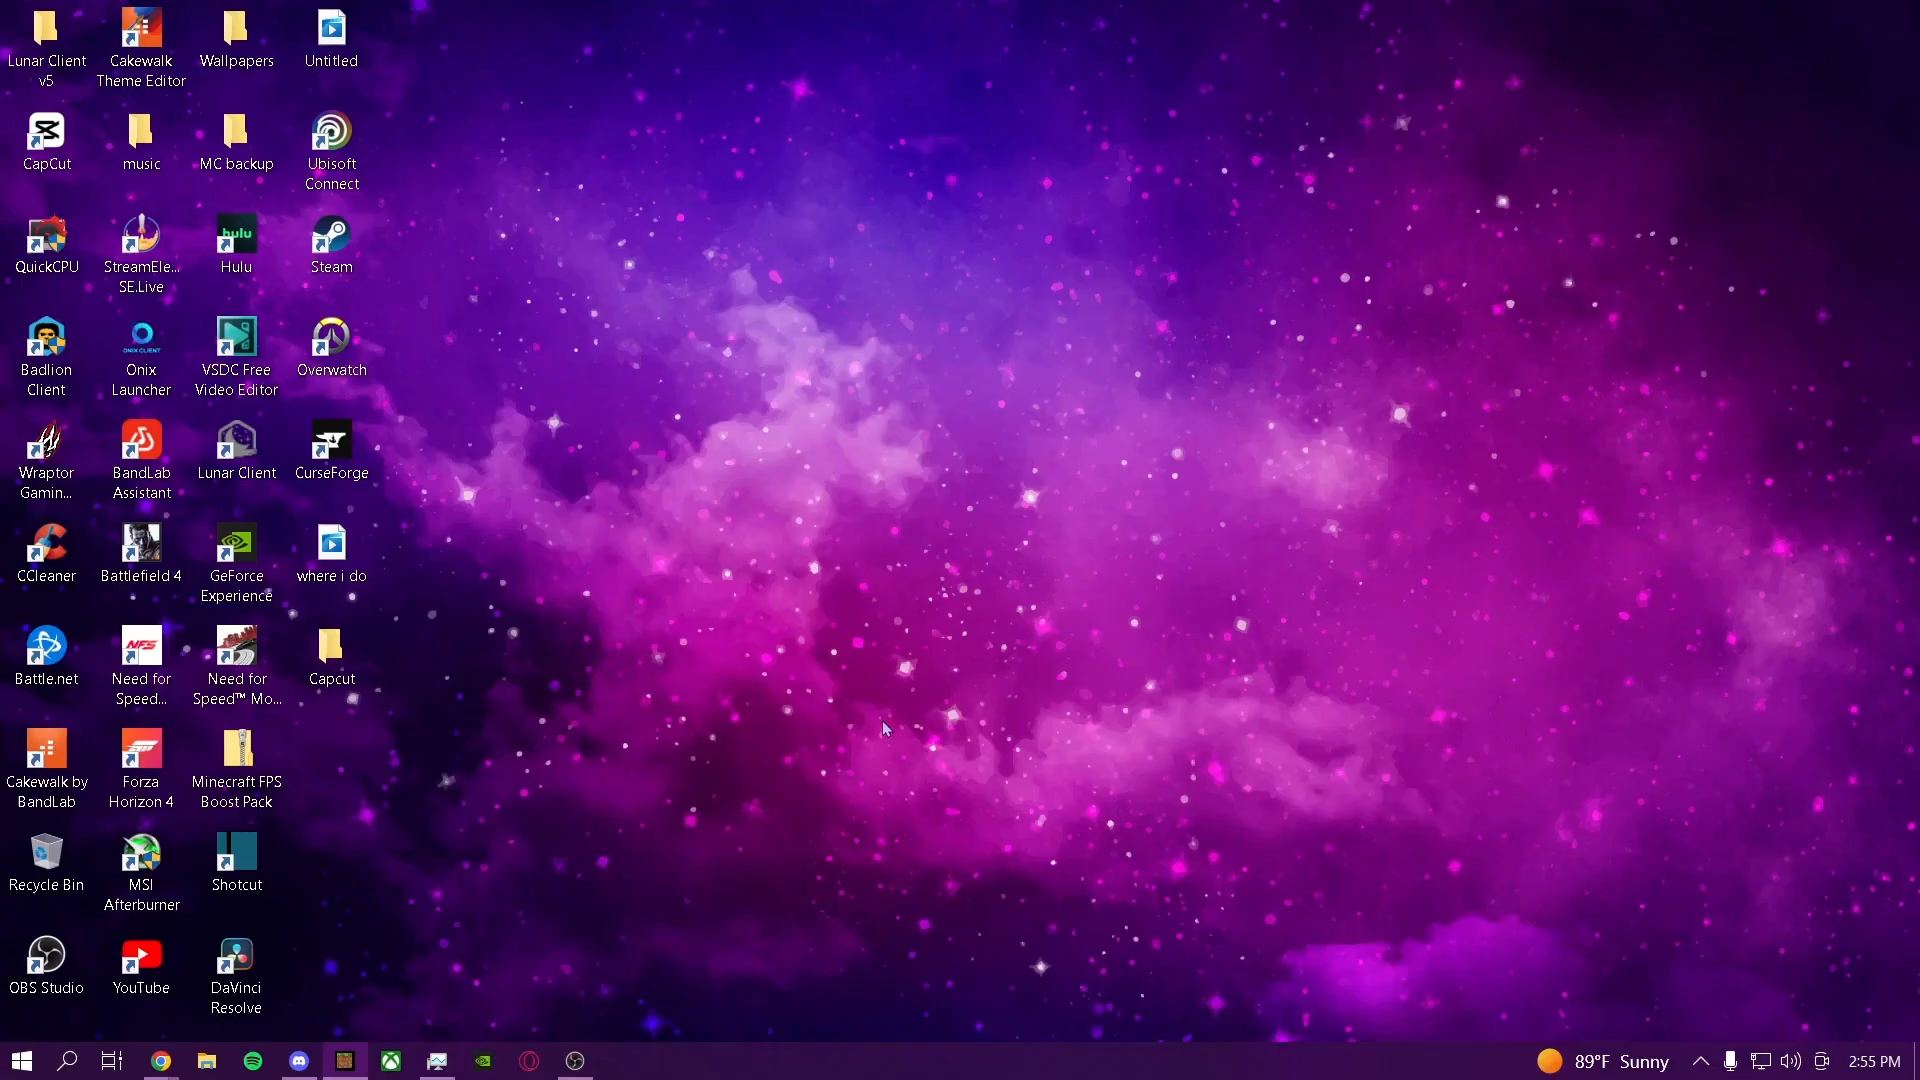 Lunar Client
v5
Cakewalk
Theme Editor
Wallpapers
Untitled
CapCut
music
MC backup
Ubisoft
Connect
QuickCPU
StreamEle...
SE.Live
hulu
Hulu
Steam
Badlion
Client
ONIX CLIENT
Onix
Launcher
VSDC Free
Video Editor
Overwatch
Wraptor
Gamin...
BandLab
Assistant
Lunar Client
CurseForge
CCleaner
Battlefield 4
GeForce
Experience
where i do
Battle.net
NFS
Need for
Speed...
Need for
Speed™ Mo...
Capcut
Cakewalk by
BandLab
Forza
Horizon 4
Minecraft FPS
Boost Pack
Recycle Bin
MSI
Afterburner
Shotcut
OBS Studio
YouTube
DaVinci
Resolve
89°F Sunny
2:55 PM